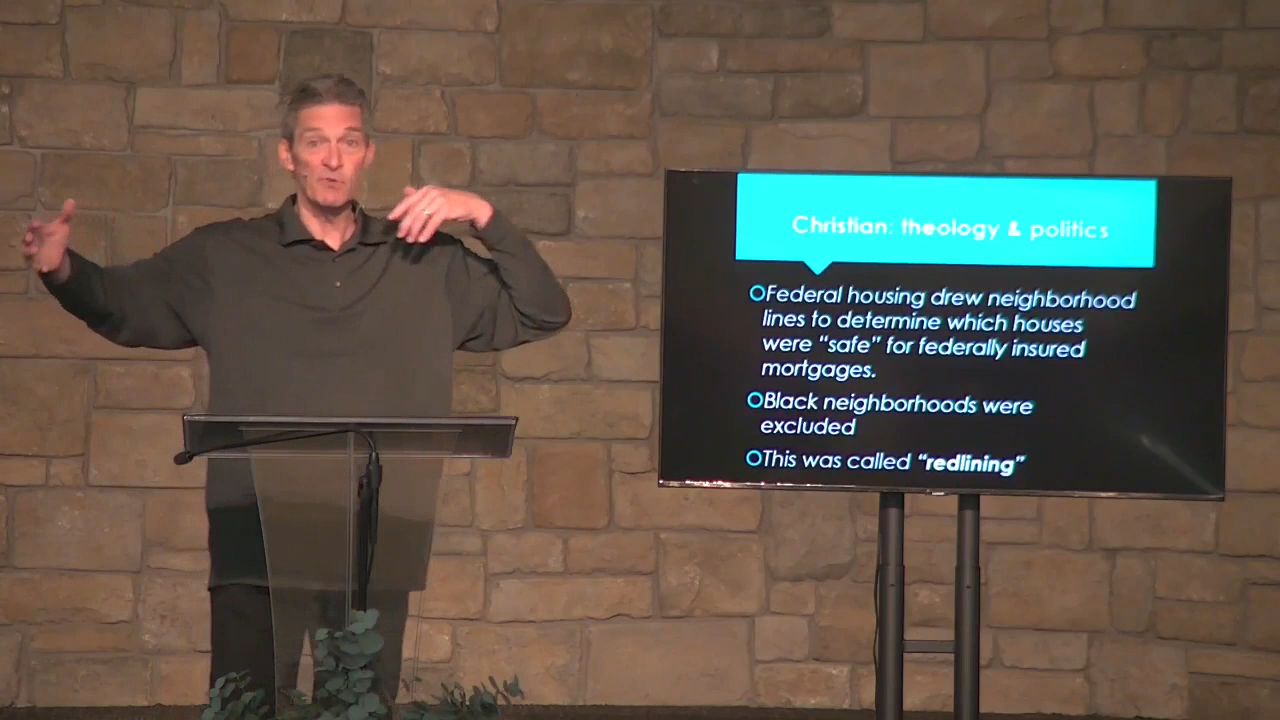 Christian: theology & politics
Federal housing drew neighborhood
lines to determine which houses
were “safe” for federally insured
mortgages.
Black neighborhoods were
excluded
This was called “redlining”